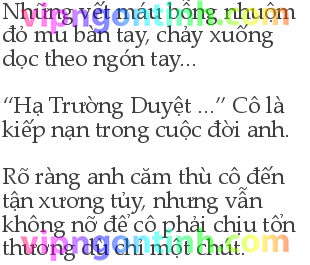 Những vết máu bỗng nhuộm
đỏ mu bàn tay, chảy xuống
dọc theo ngón tay...
“Hạ Trường Duyệt ...” Cô là
kiếp nạn trong cuộc đời anh.
Rõ ràng anh căm thù cô đến
tận xương tủy, nhưng vẫn
không nỡ để cô phải chịu tổn
thương dù chỉ một chút.
vipngontinh.com
vipngontinh.com